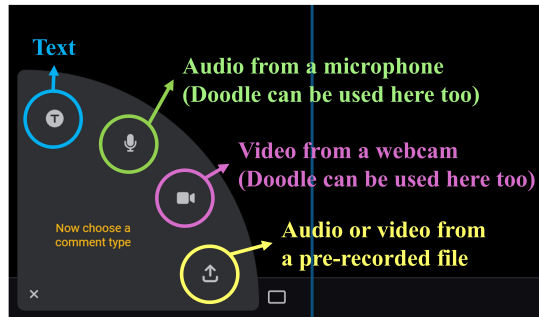 Text
Audio from a microphone
(Doodle can be used here too)
T
Video from a webcam
(Doodle can be used here too)
Now choose a
comment type
Audio or video from
a pre-recorded file